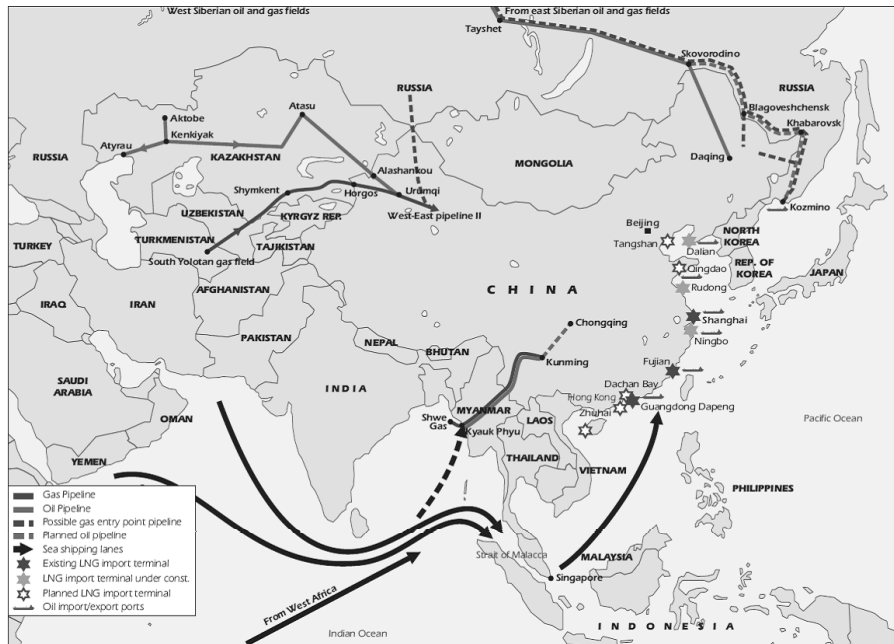 West Siberian oil and gas fields
From east Siberian oil and gas fields
Tayshet
Skovorodino
RUSSIA
RUSSIA
Aktobe
Atasu
Blagoveshchensk
Kenkiyak
Khabarovsk
RUSSIA
Atyrau
KAZAKHSTAN
MONGOLIA
Daqing
Alashankou
Shymkent
Horgos
Urumqi
Kozmino
UZBEKISTAN
KYRGYZ REP.
West-East pipeline II
Beijing
NORTH
KOREA
TURKEY
TURKMENISTAN
TAJIKISTAN
Tangshan
Dalian
South Yolotan gas field
REP. OF
KOREA
Qingdao
JAPAN
AFGHANISTAN
Rudong
IRAQ
IRAN
CHINA
Shanghai
PAKISTAN
Chongqing
Ningbo
NEPAL
BHUTAN
Kunming
Fujian
SAUDI
ARABIA
INDIA
Dachan Bay
Hong Kong
Guangdong Dapeng
OMAN
Shwe
Gas
MYANMAR
Zhuhai
Pacific Ocean
Kyauk Phyu
LAOS
YEMEN
THAILAND
VIETNAM
PHILIPPINES
Gas Pipeline
Oil Pipeline
Possible gas entry point pipeline
Planned oil pipeline
Sea shipping lanes
Existing LNG import terminal
LNG import terminal under const.
Planned LNG import terminal
Oil import/export ports
Strait of Malacca
MALAYSIA
Singapore
From West Africa
INDONESIA
Indian Ocean